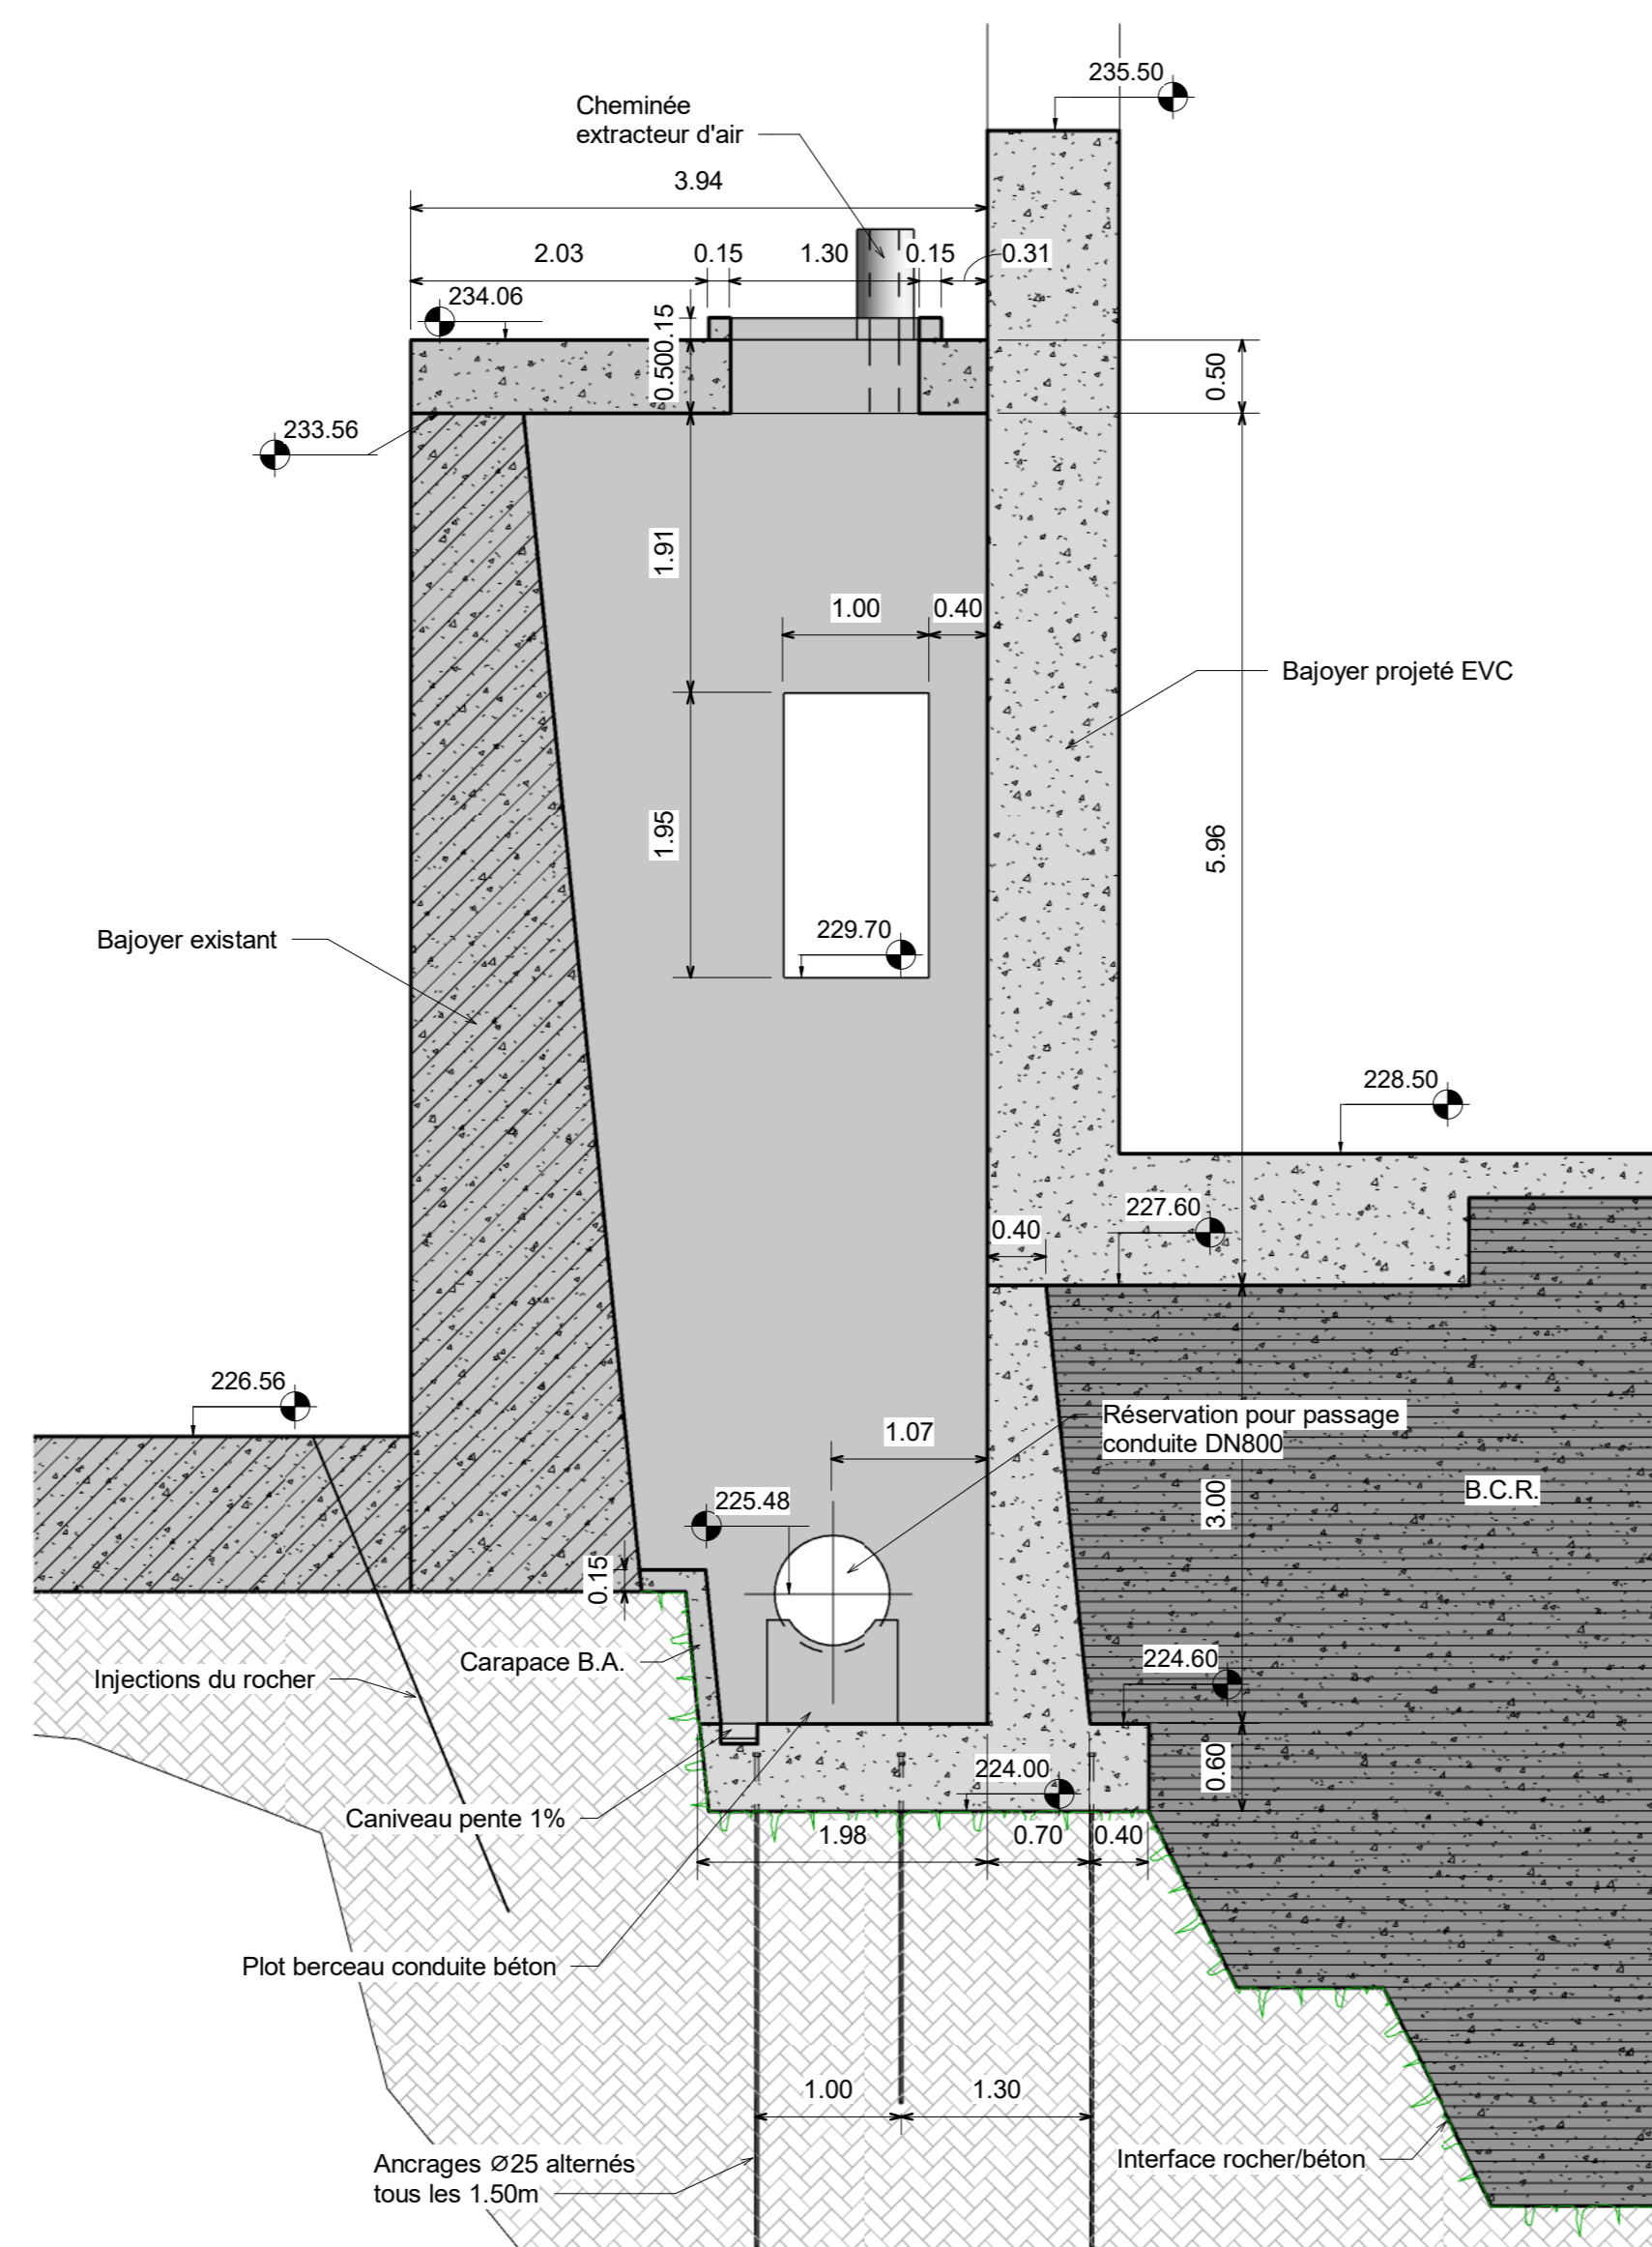 235.50
Cheminée
extracteur d'air
3.94
2.03
0.15
1.30
0.15
0.31
234.06
0.15
0.50
0.50
233.56
1.91
1.00
0.40
Bajoyer projeté EVC
1.95
5.96
229.70
Bajoyer existant
228.50
227.60
0.40
226.56
Réservation pour passage
conduite DN800
1.07
B.C.R.
3.00
225.48
0.15
Carapace B.A.
224.60
Injections du rocher
0.60
224.00
Caniveau pente 1%
1.98
0.70
0.40
Plot berceau conduite béton
1.00
1.30
Interface rocher/béton
Ancrages Ø25 alternés
tous les 1.50m